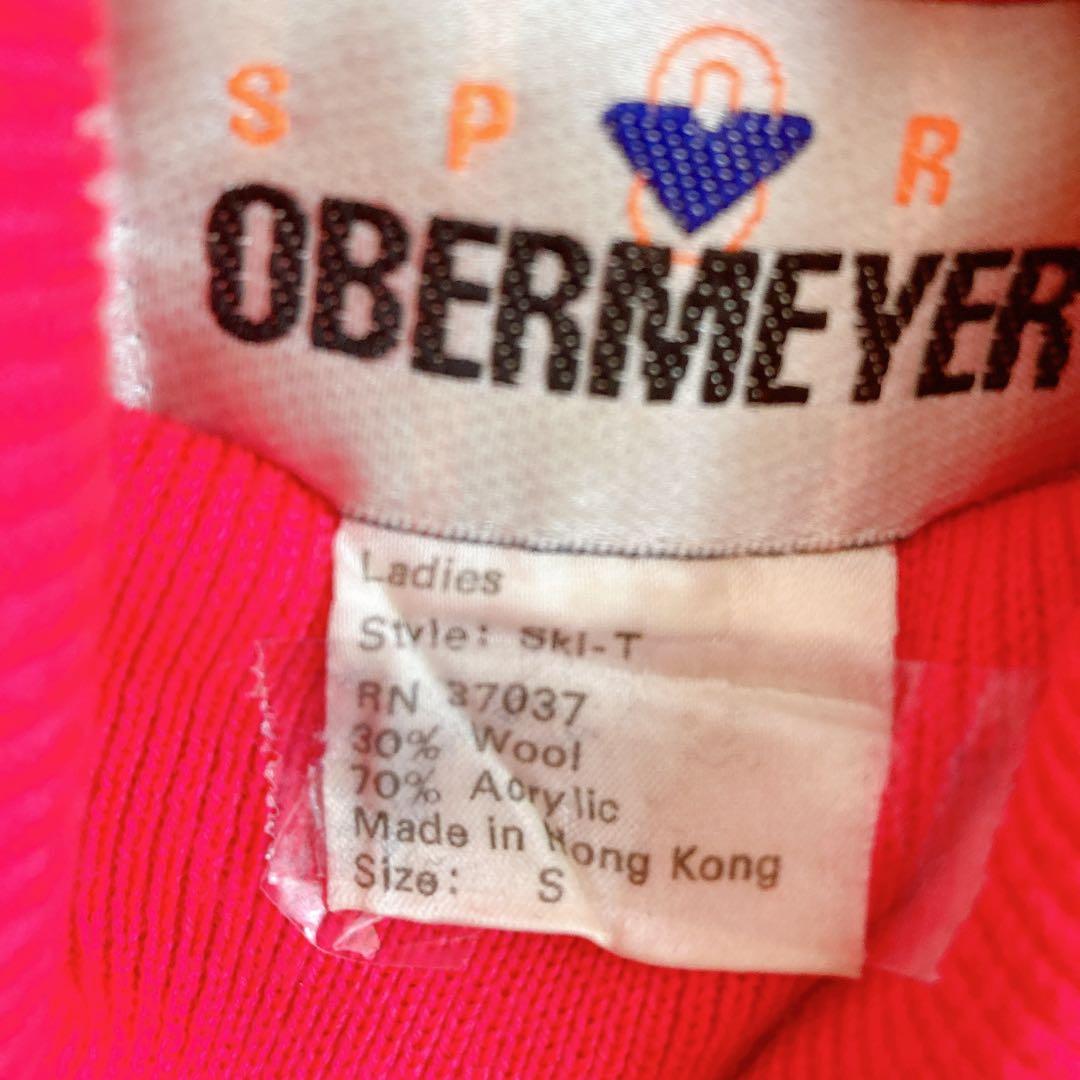 S P O R
OBERMEYER
Ladies
Style: Ski-T
RN 37037
30% Wool
70% Acrylic
Made in Hong Kong
Size: S